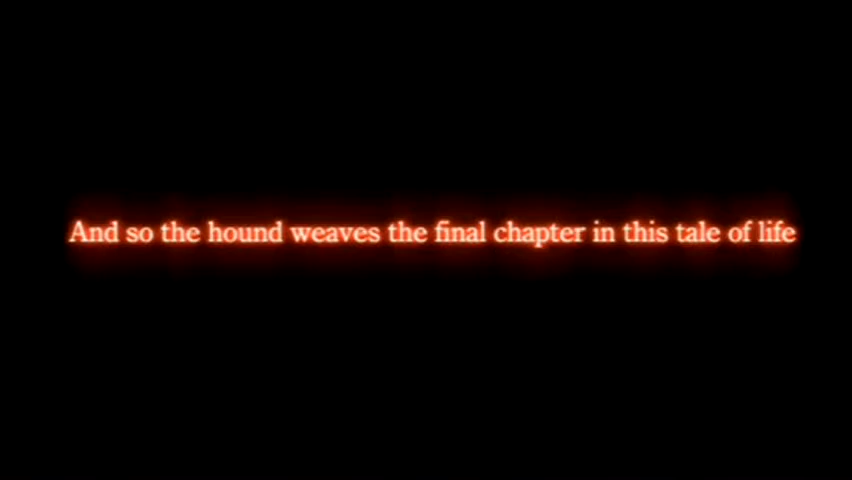 And so the hound weaves the final chapter in this tale of life